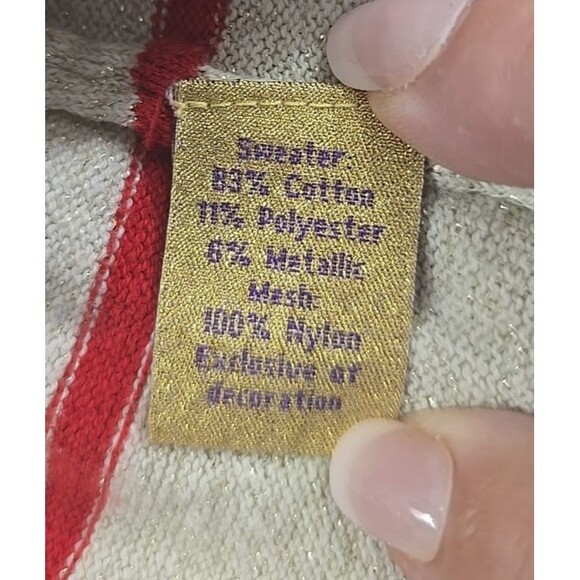 Sweater:
83% Cotton
11% Polyester
6% Metallic
Mesh:
100% Nylon
Exclusive of
decoration